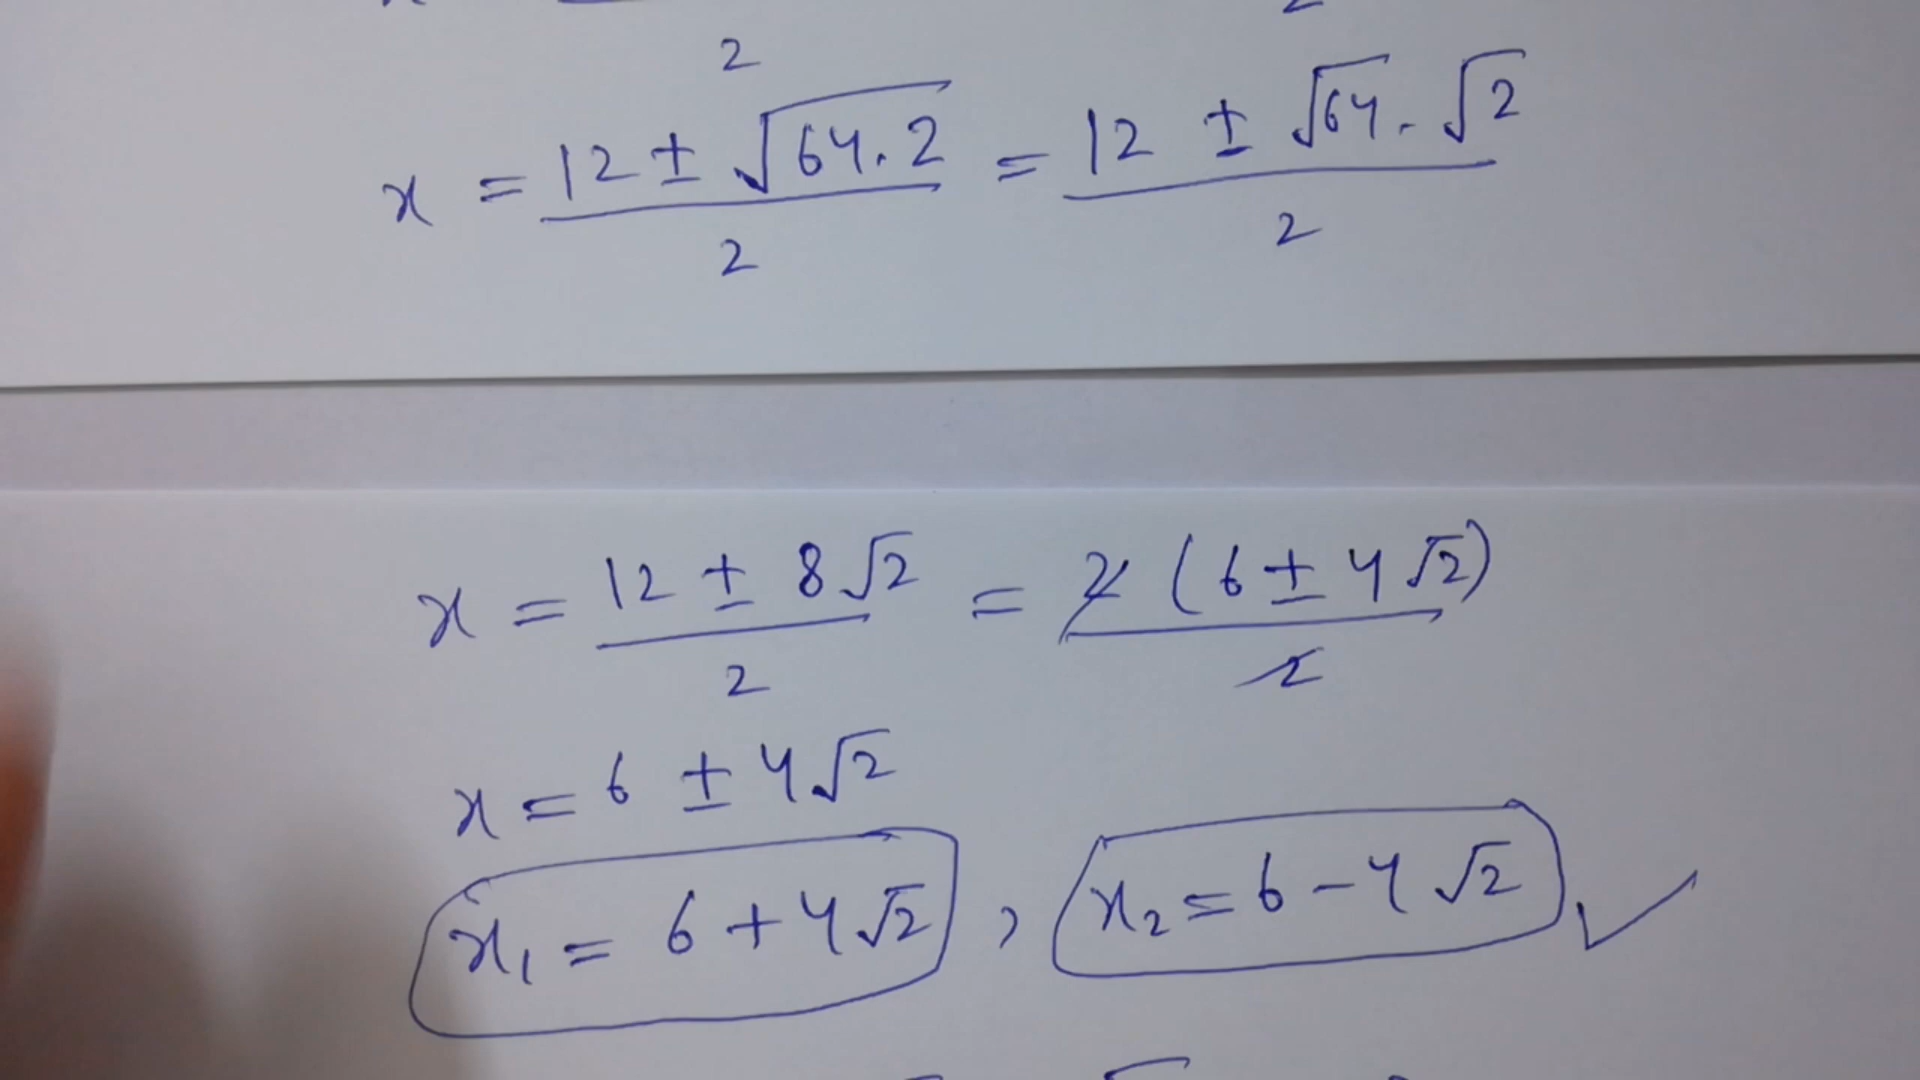 2
x = 12 ± √64.2 / 2 = 12 ± √64 . √2 / 2
x = 12 ± 8√2 / 2 = 2 (6 ± 4√2) / 2
x = 6 ± 4√2
x₁ = 6 + 4√2 , x₂ = 6 - 4√2 ✓